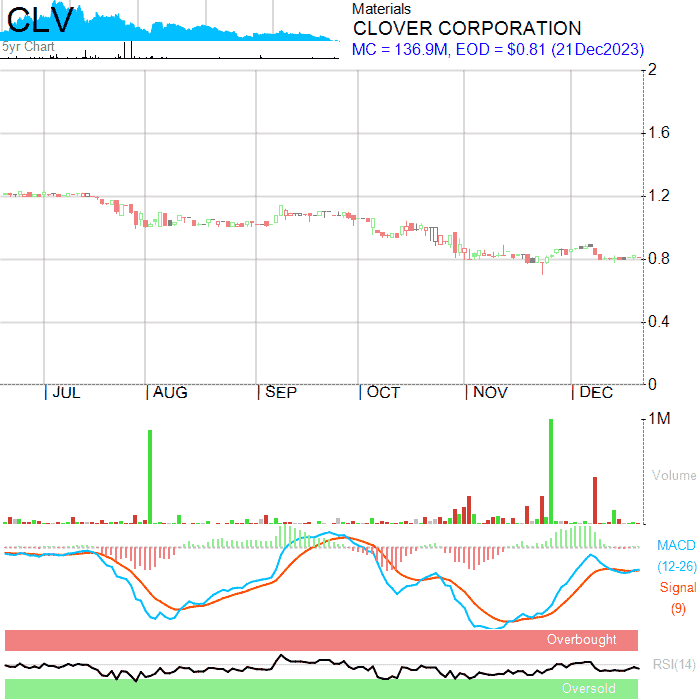 CLV
5yr Chart
Materials
CLOVER CORPORATION
MC = 136.9M, EOD = $0.81 (21Dec2023)
2
1.6
1.2
0.8
0.4
0
JUL AUG SEP OCT NOV DEC
1M
Volume
MACD
(12-26)
Signal
(9)
Overbought
RSI(14)
Oversold